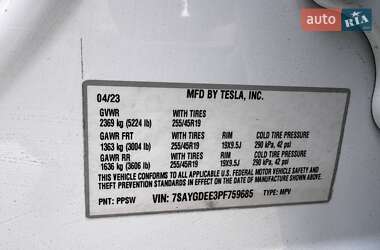 auto RIA
04/23 MFD BY TESLA, INC.
GVWR WITH TIRES
2369 kg (5224 lb) 255/45R19
GAWR FRT WITH TIRES RIM COLD TIRE PRESSURE
1363 kg (3004 lb) 255/45R19 19X9.5J 290 kPa, 42 psi
GAWR RR WITH TIRES RIM COLD TIRE PRESSURE
1636 kg (3606 lb) 255/45R19 19X9.5J 290 kPa, 42 psi
THIS VEHICLE CONFORMS TO ALL APPLICABLE U.S. FEDERAL MOTOR VEHICLE SAFETY
AND THEFT PREVENTION STANDARDS IN EFFECT ON THE DATE OF MANUFACTURE SHOWN ABOVE.
PNT: PPSW VIN: 7SAYGDEE3PF759685 TYPE: MPV